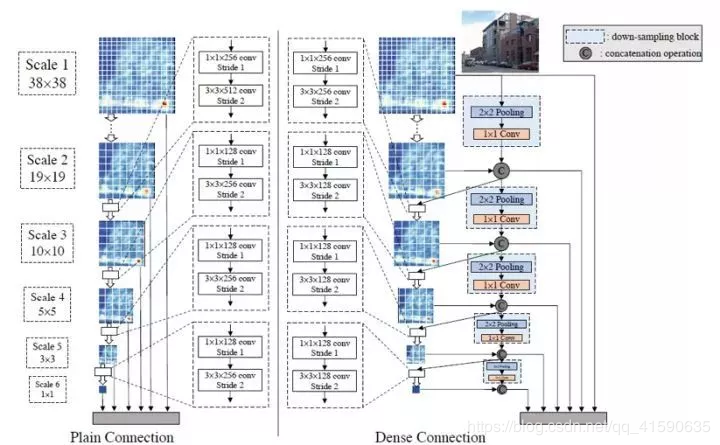 Scale 1
38×38
Scale 2
19×19
Scale 3
10×10
Scale 4
5×5
Scale 5
3×3
Scale 6
1×1
1×1×256 conv
Stride 1
3×3×512 conv
Stride 2
1×1×128 conv
Stride 1
3×3×256 conv
Stride 2
1×1×128 conv
Stride 1
3×3×256 conv
Stride 2
1×1×128 conv
Stride 1
3×3×256 conv
Stride 2
Plain Connection
1×1×256 conv
Stride 1
3×3×256 conv
Stride 2
1×1×128 conv
Stride 1
3×3×128 conv
Stride 2
1×1×128 conv
Stride 1
3×3×128 conv
Stride 2
1×1×128 conv
Stride 1
3×3×128 conv
Stride 2
: down-sampling block
C : concatenation operation
2×2 Pooling
1×1 Conv
C
2×2 Pooling
1×1 Conv
C
2×2 Pooling
1×1 Conv
C
2×2 Pooling
1×1 Conv
C
2×2 Pooling
1×1 Conv
C
Dense Connection
https://blog.csdn.net/qq_41590635